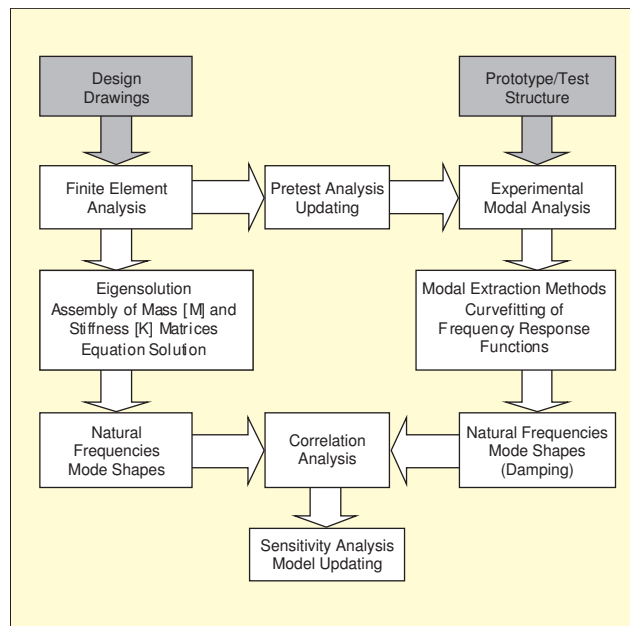 Design
Drawings
Prototype/Test
Structure
Finite Element
Analysis
Pretest Analysis
Updating
Experimental
Modal Analysis
Eigensolution
Assembly of Mass [M] and
Stiffness [K] Matrices
Equation Solution
Modal Extraction Methods
Curvefitting of
Frequency Response
Functions
Natural
Frequencies
Mode Shapes
Correlation
Analysis
Natural Frequencies
Mode Shapes
(Damping)
Sensitivity Analysis
Model Updating